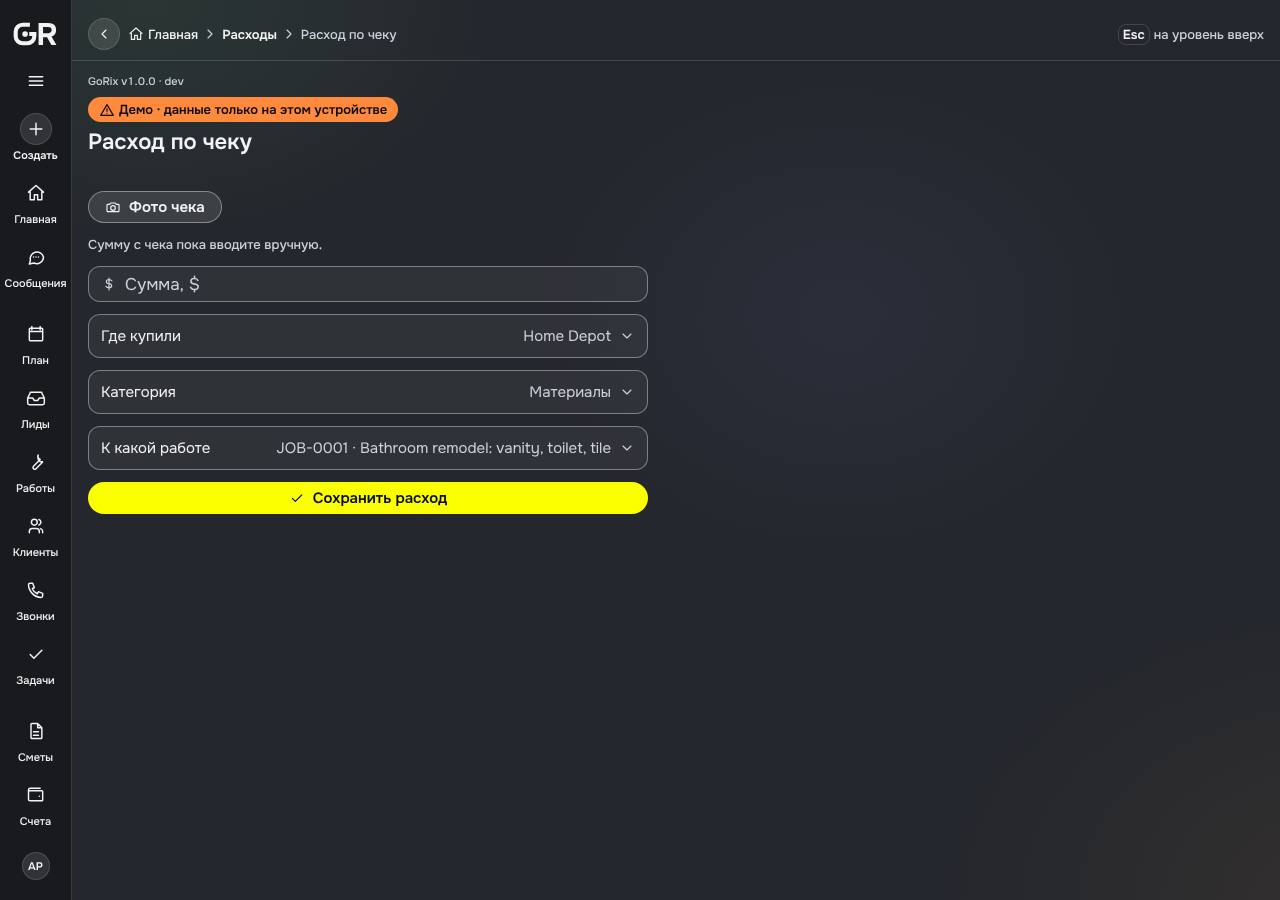 GR
Главная
Расходы
Расход по чеку
Esc на уровень вверх
GoRix v1.0.0 · dev
Демо · данные только на этом устройстве
Расход по чеку
Фото чека
Сумму с чека пока вводите вручную.
$ Сумма, $
Где купили Home Depot
Категория Материалы
К какой работе JOB-0001 · Bathroom remodel: vanity, toilet, tile
Сохранить расход
Создать
Главная
Сообщения
План
Лиды
Работы
Клиенты
Звонки
Задачи
Сметы
Счета
AP